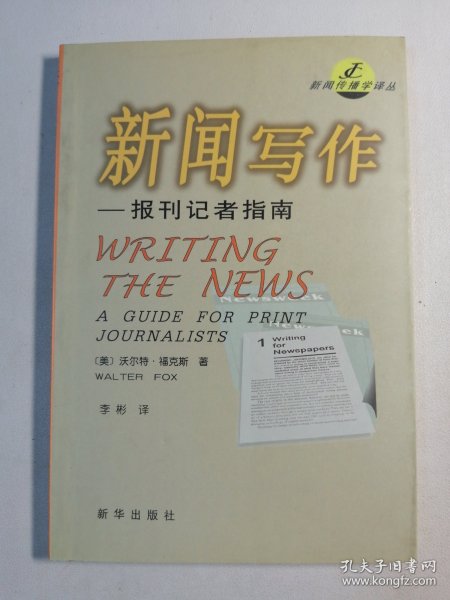 JC
新闻传播学译丛
新闻写作
—报刊记者指南
WRITING
THE NEWS
A GUIDE FOR PRINT
JOURNALISTS
Newsweek
1 Writing
for
Newspapers
〔美〕沃尔特·福克斯 著
WALTER FOX
李彬 译
新华出版社
孔夫子旧书网
www.kongfz.com